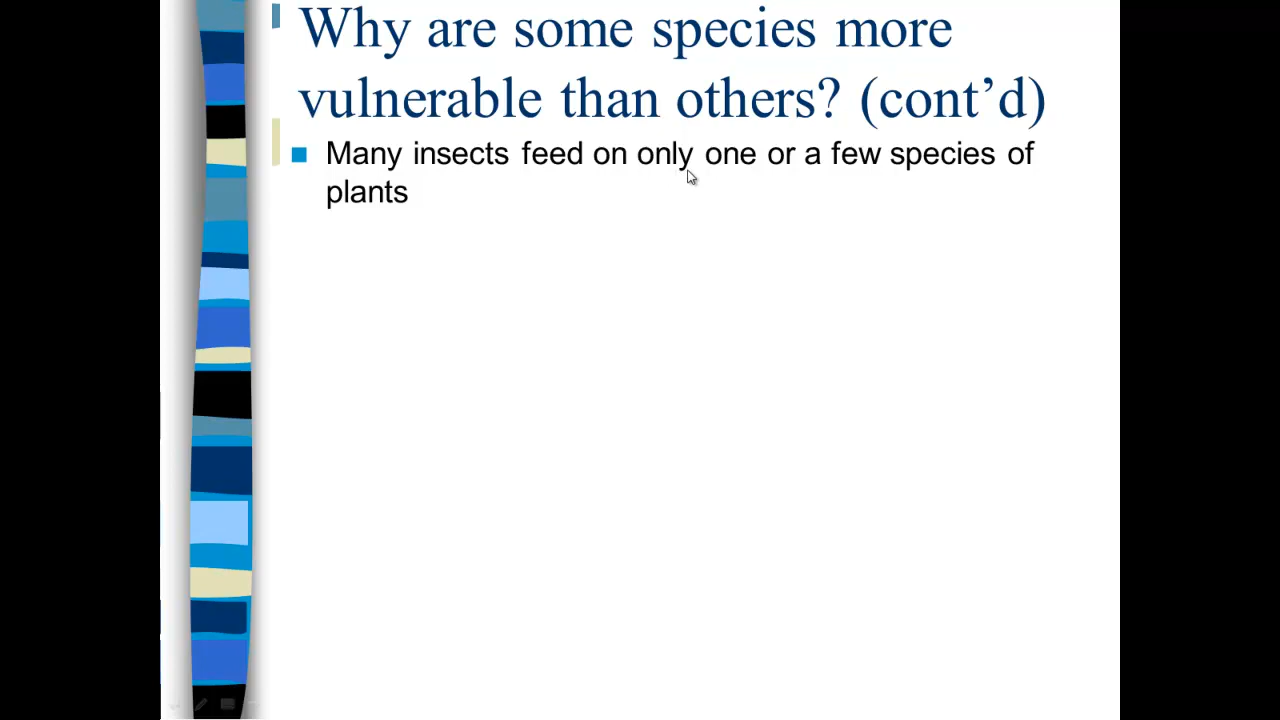 Why are some species more
vulnerable than others? (cont’d)
Many insects feed on only one or a few species of
plants